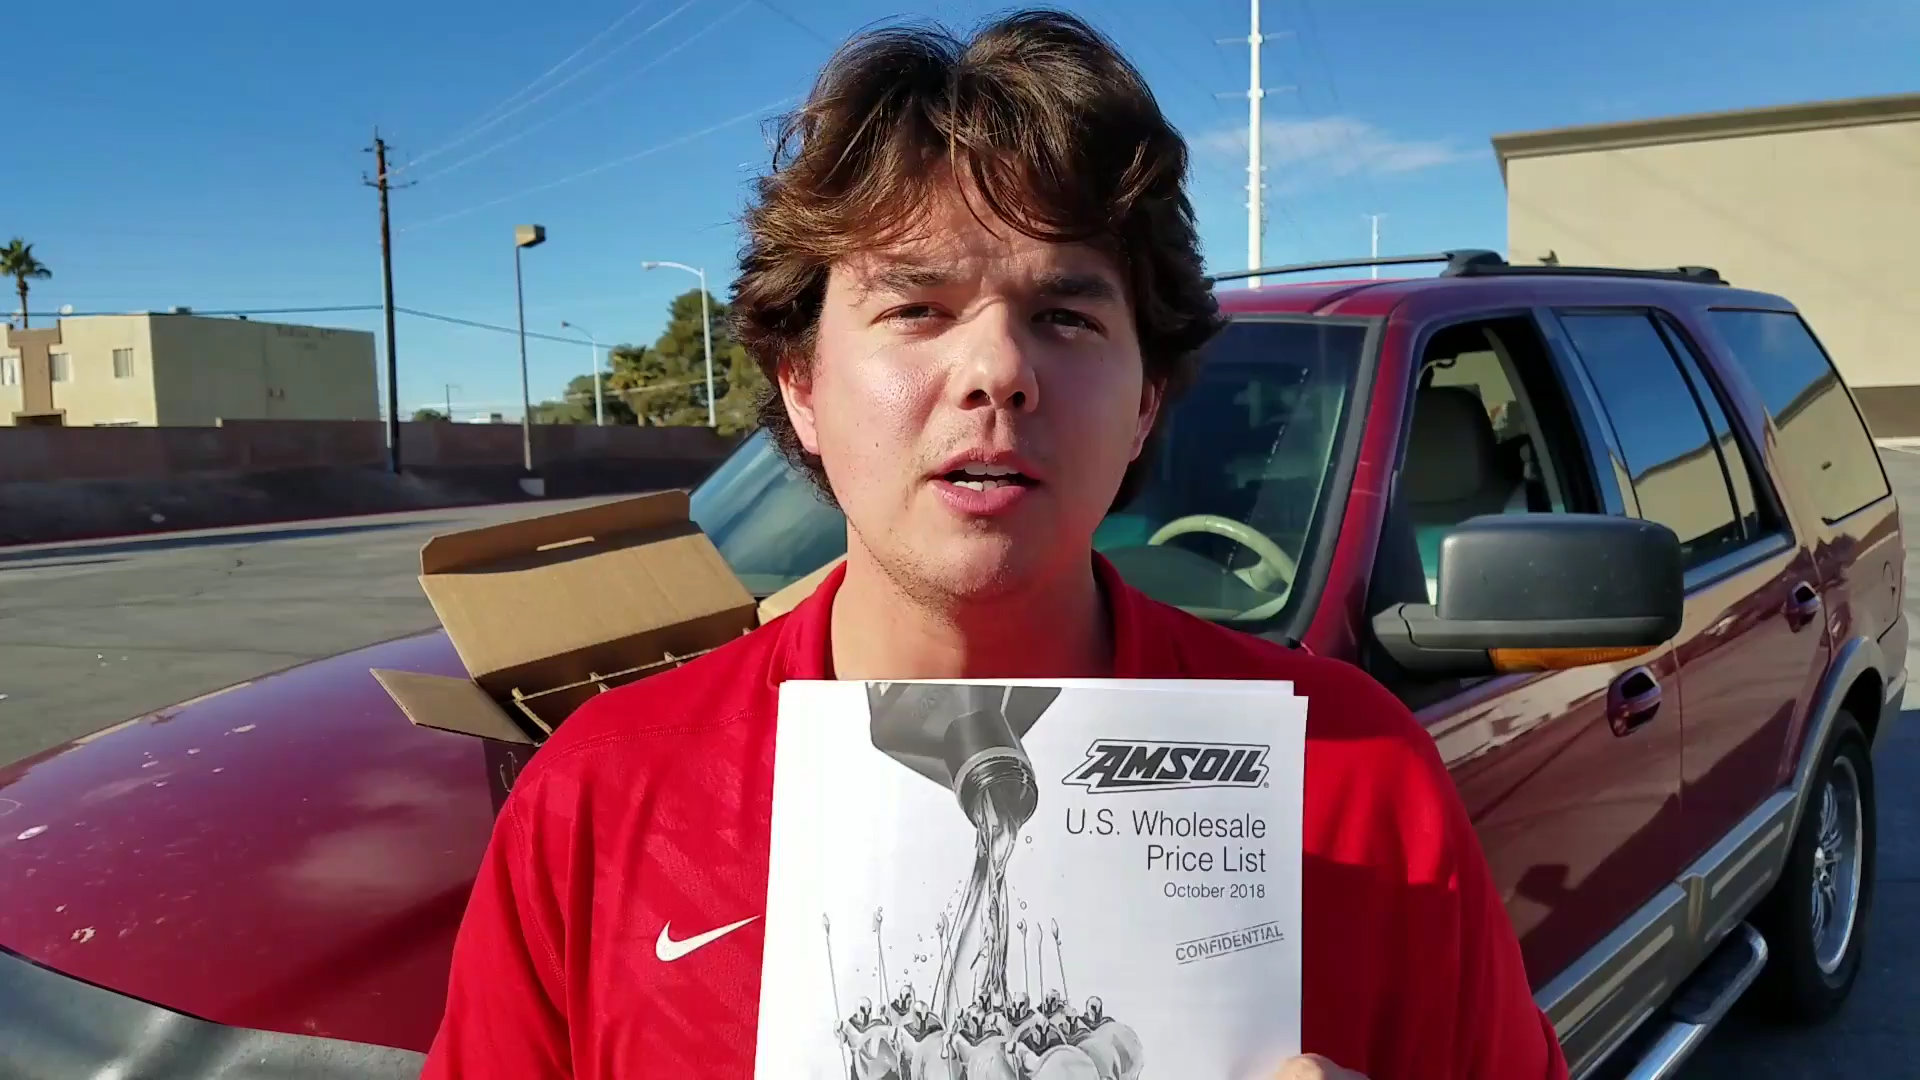 AMSOIL
U.S. Wholesale
Price List
October 2018
CONFIDENTIAL